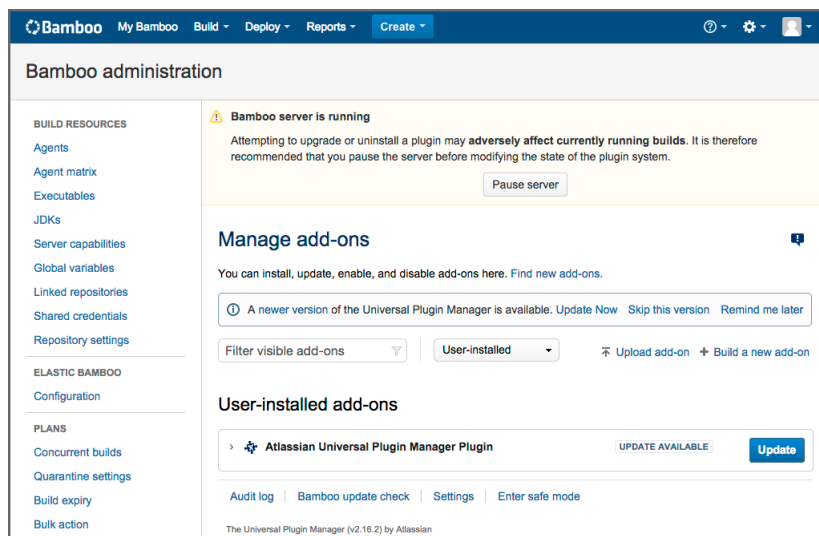 Bamboo My Bamboo Build Deploy Reports Create
Bamboo administration
BUILD RESOURCES
Agents
Agent matrix
Executables
JDKs
Server capabilities
Global variables
Linked repositories
Shared credentials
Repository settings
ELASTIC BAMBOO
Configuration
PLANS
Concurrent builds
Quarantine settings
Build expiry
Bulk action
Bamboo server is running
Attempting to upgrade or uninstall a plugin may adversely affect currently running builds. It is therefore
recommended that you pause the server before modifying the state of the plugin system.
Pause server
Manage add-ons
You can install, update, enable, and disable add-ons here. Find new add-ons.
A newer version of the Universal Plugin Manager is available. Update Now Skip this version Remind me later
Filter visible add-ons User-installed Upload add-on Build a new add-on
User-installed add-ons
Atlassian Universal Plugin Manager Plugin UPDATE AVAILABLE Update
Audit log Bamboo update check Settings Enter safe mode
The Universal Plugin Manager (v2.16.2) by Atlassian